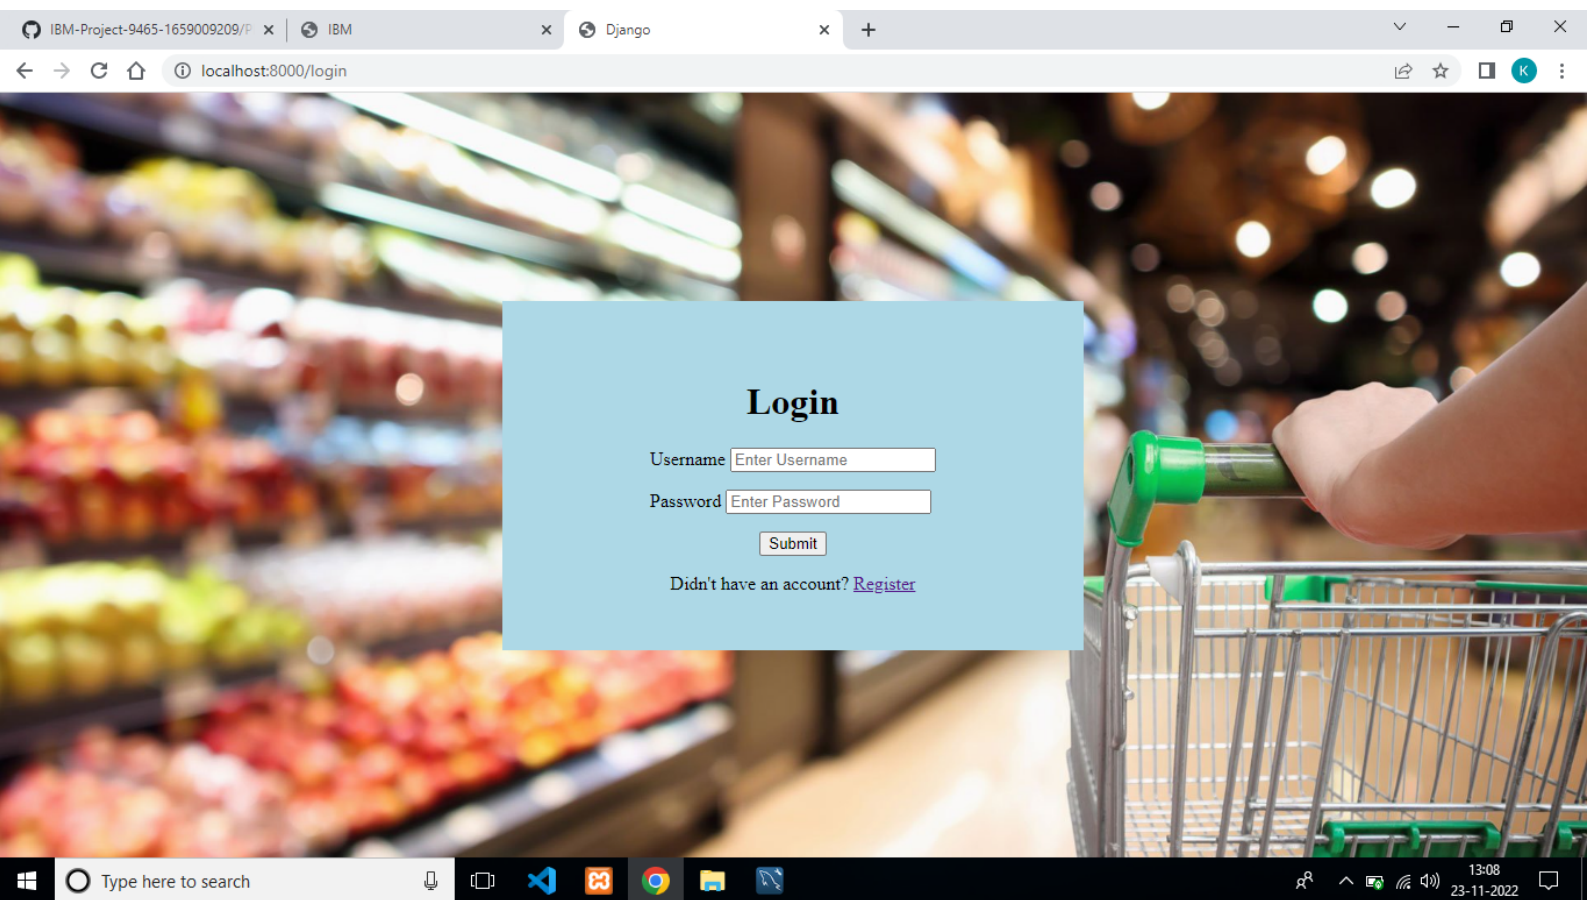 IBM-Project-9465-1659009209/P
IBM
Django
localhost:8000/login
K
Login
Username Enter Username
Password Enter Password
Submit
Didn't have an account? Register
Type here to search
13:08
23-11-2022